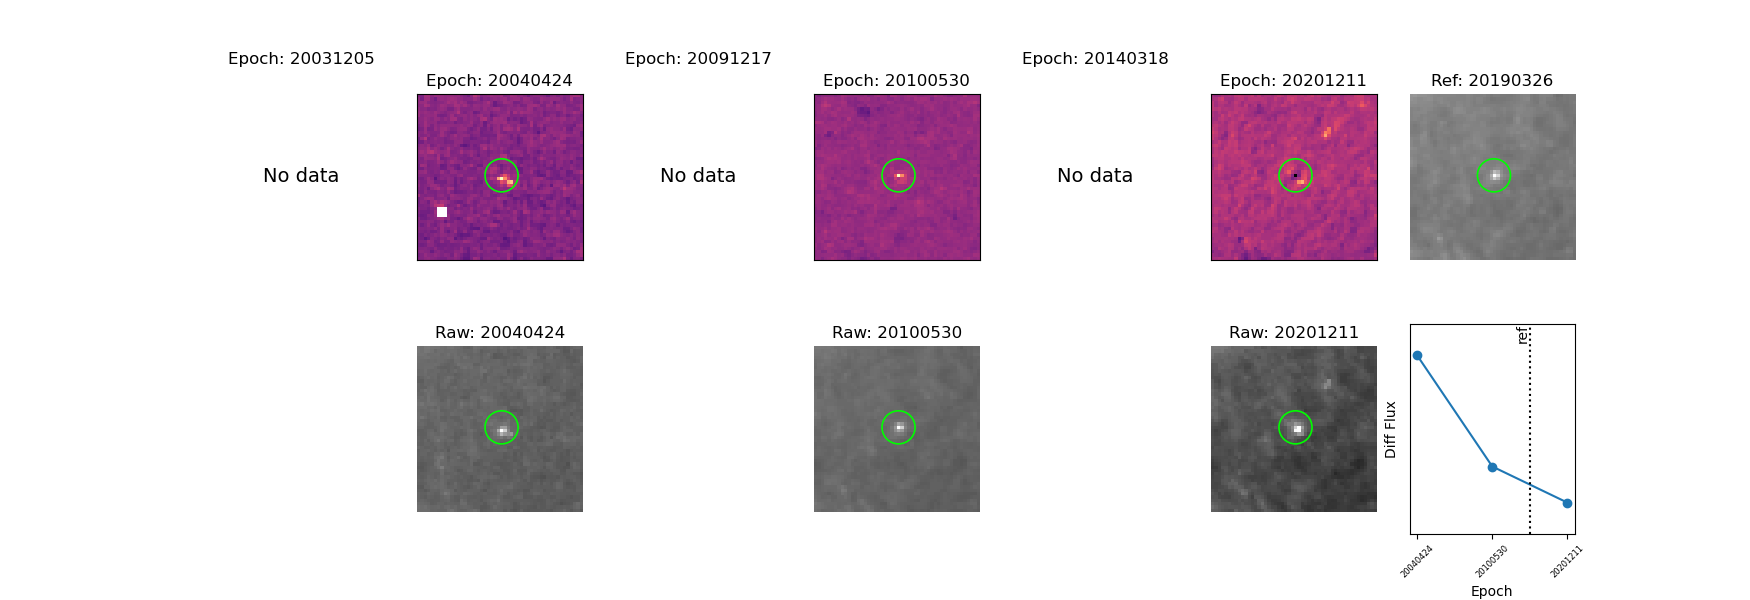 Epoch: 20031205
Epoch: 20040424
Epoch: 20091217
Epoch: 20100530
Epoch: 20140318
Epoch: 20201211
Ref: 20190326
No data
No data
No data
Raw: 20040424
Raw: 20100530
Raw: 20201211
ref
Diff Flux
20040424
20100530
20201211
Epoch